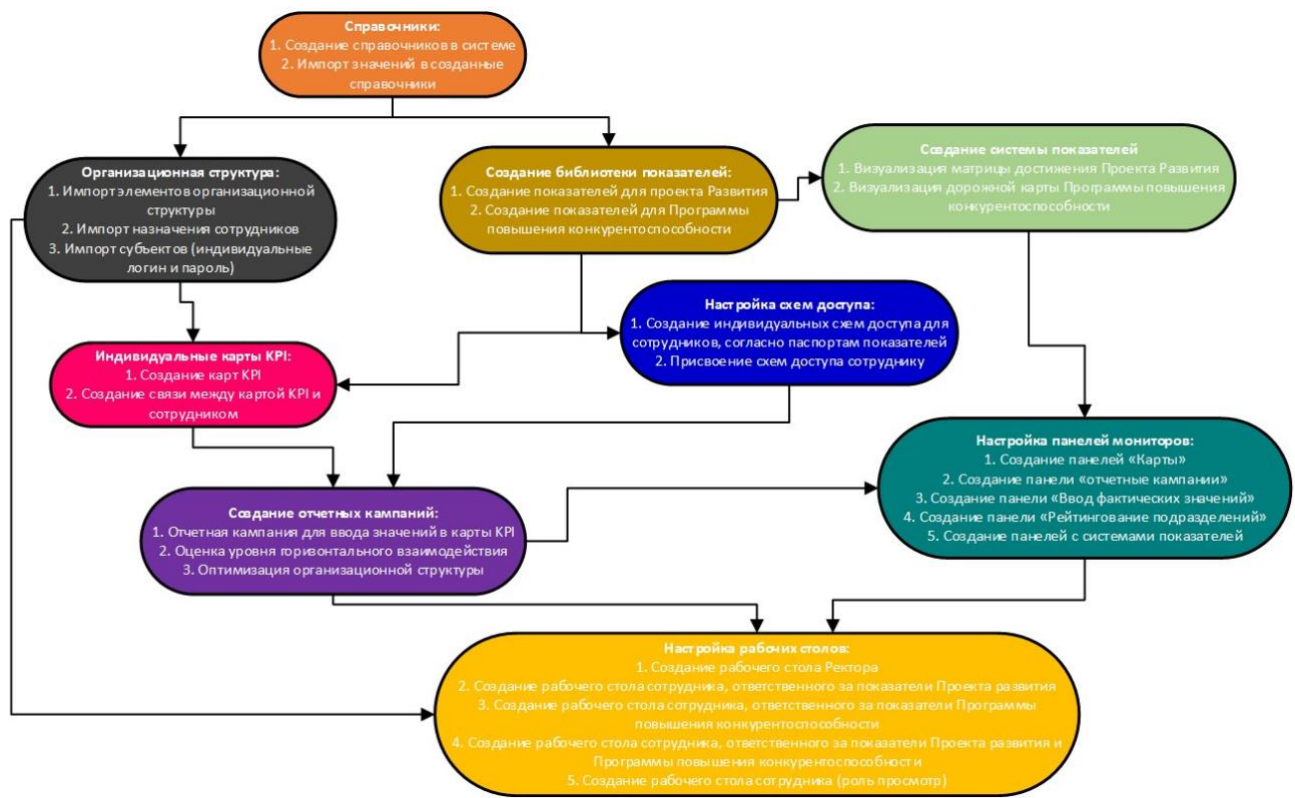 Справочники:
1. Создание справочников в системе
2. Импорт значений в созданные
справочники
Организационная структура:
1. Импорт элементов организационной
структуры
2. Импорт назначения сотрудников
3. Импорт субъектов (индивидуальные
логин и пароль)
Создание библиотеки показателей:
1. Создание показателей для проекта Развития
2. Создание показателей для Программы
повышения конкурентоспособности
Создание системы показателей
1. Визуализация матрицы достижения Проекта Развития
2. Визуализация дорожной карты Программы повышения
конкурентоспособности
Настройка схем доступа:
1. Создание индивидуальных схем доступа для
сотрудников, согласно паспортам показателей
2. Присвоение схем доступа сотруднику
Индивидуальные карты KPI:
1. Создание карт KPI
2. Создание связи между картой KPI и
сотрудником
Настройка панелей мониторов:
1. Создание панелей «Карты»
2. Создание панели «отчетные кампании»
3. Создание панели «Ввод фактических значений»
4. Создание панели «Рейтингование подразделений»
5. Создание панелей с системами показателей
Создание отчетных кампаний:
1. Отчетная кампания для ввода значений в карты KPI
2. Оценка уровня горизонтального взаимодействия
3. Оптимизация организационной структуры
Настройка рабочих столов:
1. Создание рабочего стола Ректора
2. Создание рабочего стола сотрудника, ответственного за показатели Проекта развития
3. Создание рабочего стола сотрудника, ответственного за показатели Программы
повышения конкурентоспособности
4. Создание рабочего стола сотрудника, ответственного за показатели Проекта развития и
Программы повышения конкурентоспособности
5. Создание рабочего стола сотрудника (роль просмотр)